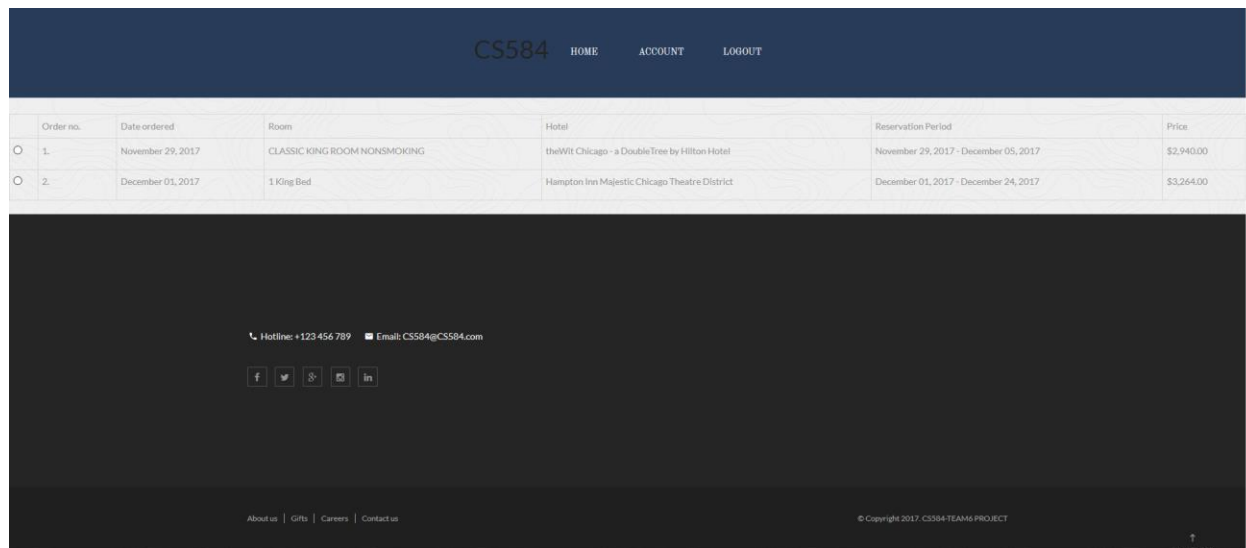 CS584 HOME ACCOUNT LOGOUT
Order no. Date ordered Room Hotel Reservation Period Price
1. November 29, 2017 CLASSIC KING ROOM NONSMOKING theWit Chicago - a DoubleTree by Hilton Hotel November 29, 2017 - December 05, 2017 $2,940.00
2. December 01, 2017 1 King Bed Hampton Inn Majestic Chicago Theatre District December 01, 2017 - December 24, 2017 $3,264.00
Hotline: +123 456 789 Email: CS584@CS584.com
About us | Gifts | Careers | Contact us © Copyright 2017. CS584-TEAM6 PROJECT